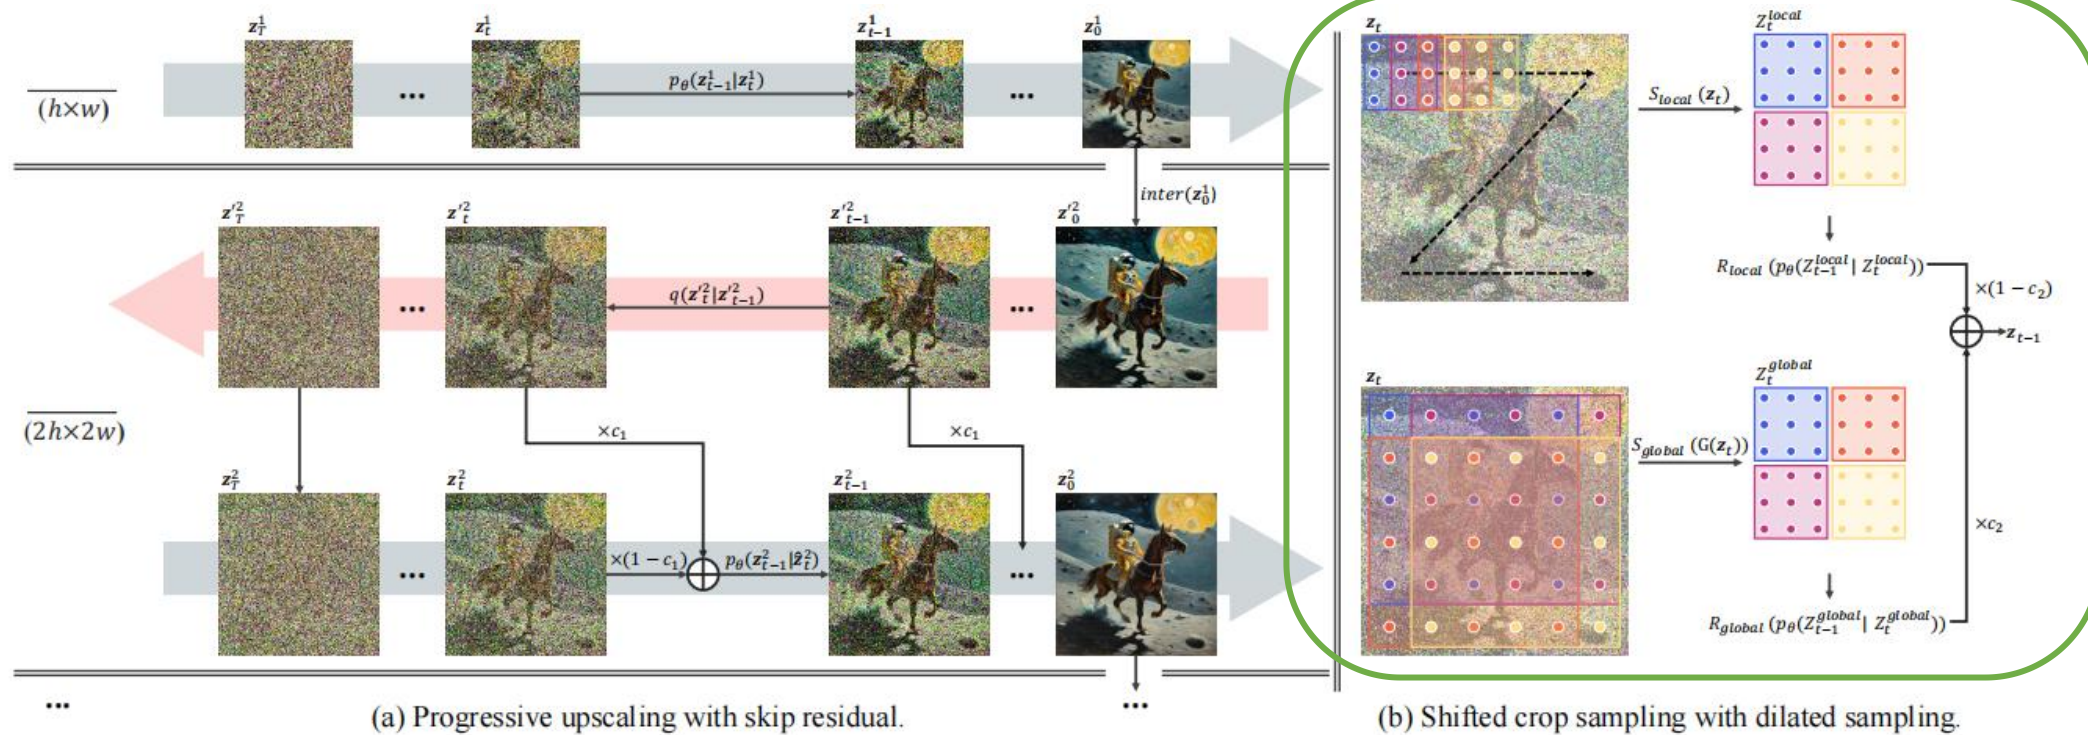 (h×w)
z_T^1
z_t^1
z_{t-1}^1
z_0^1
...
p_θ(z_{t-1}^1|z_t^1)
...
inter(z_0^1)
(2h×2w)
z'_T^2
z'_t^2
z'_{t-1}^2
z'_0^2
...
q(z'_t^2|z'_{t-1}^2)
...
×c_1
×c_1
z_T^2
z_t^2
z_{t-1}^2
z_0^2
...
×(1 − c_1)
p_θ(z_{t-1}^2|ẑ_t^2)
...
...
...
(a) Progressive upscaling with skip residual.
z_t
S_local (z_t)
Z_t^local
R_local (p_θ(Z_{t-1}^local | Z_t^local))
×(1 − c_2)
z_{t-1}
z_t
S_global (G(z_t))
Z_t^global
×c_2
R_global (p_θ(Z_{t-1}^global | Z_t^global))
(b) Shifted crop sampling with dilated sampling.